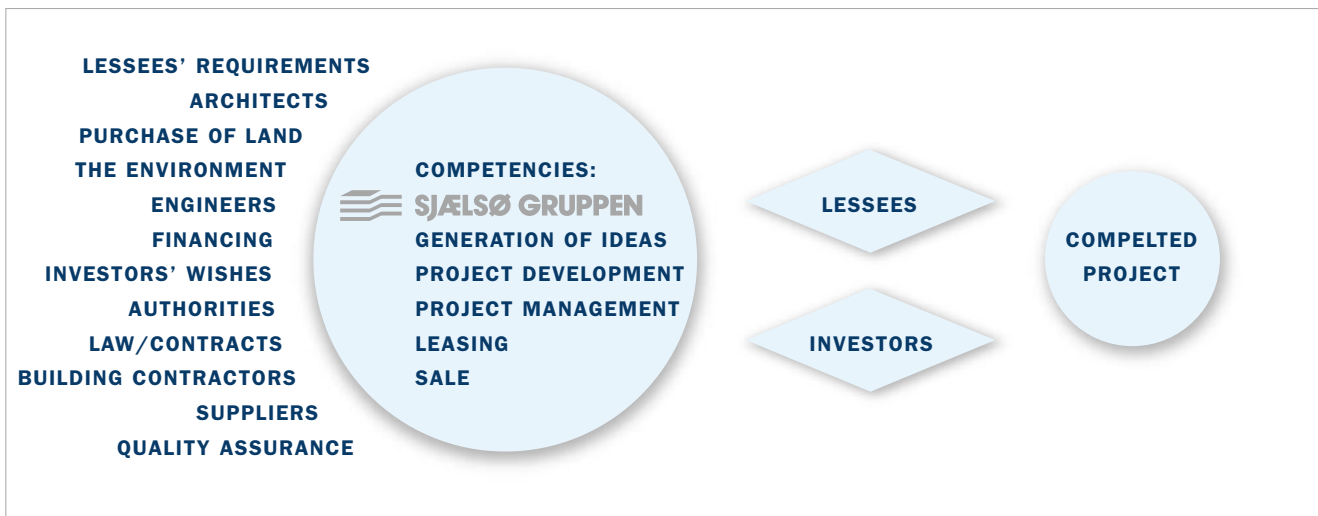 LESSEES' REQUIREMENTS
ARCHITECTS
PURCHASE OF LAND
THE ENVIRONMENT
ENGINEERS
FINANCING
INVESTORS' WISHES
AUTHORITIES
LAW/CONTRACTS
BUILDING CONTRACTORS
SUPPLIERS
QUALITY ASSURANCE
COMPETENCIES:
SJÆLSØ GRUPPEN
GENERATION OF IDEAS
PROJECT DEVELOPMENT
PROJECT MANAGEMENT
LEASING
SALE
LESSEES
INVESTORS
COMPELTED
PROJECT